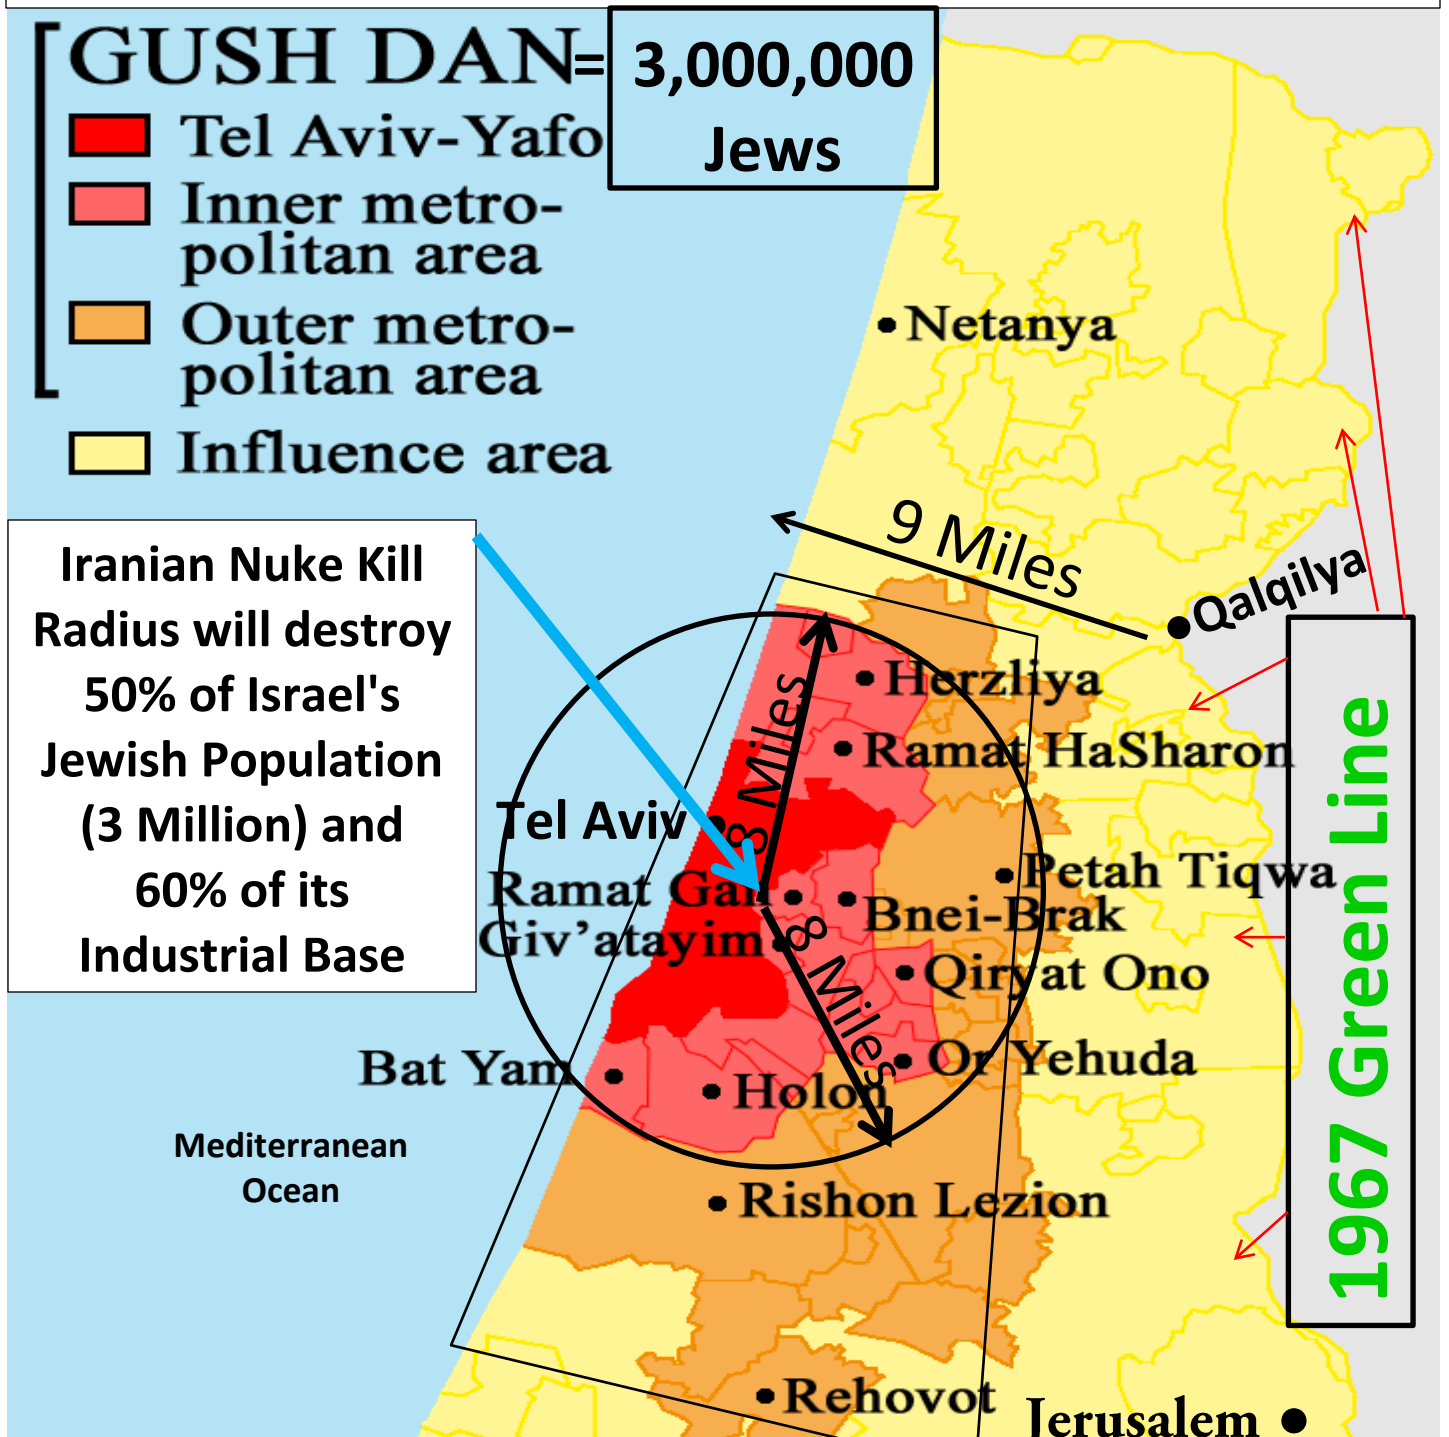 GUSH DAN=
3,000,000
Jews
Tel Aviv-Yafo
Inner metro-
politan area
Outer metro-
politan area
Influence area
Netanya
9 Miles
Qalqilya
Iranian Nuke Kill
Radius will destroy
50% of Israel's
Jewish Population
(3 Million) and
60% of its
Industrial Base
Herzliya
8 Miles
Ramat HaSharon
Tel Aviv
Petah Tiqwa
Ramat Gan
Bnei-Brak
Giv’atayim
8 Miles
Qiryat Ono
Or Yehuda
Bat Yam
Holon
1967 Green Line
Mediterranean
Ocean
Rishon Lezion
Rehovot
Jerusalem